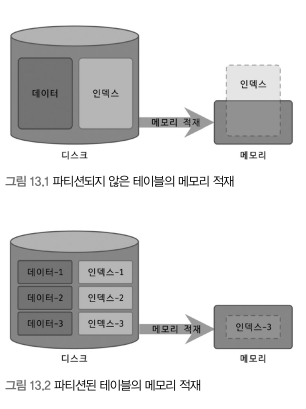 데이터
인덱스
인덱스
메모리 적재
디스크
메모리
그림 13.1 파티션되지 않은 테이블의 메모리 적재
데이터-1
인덱스-1
데이터-2
인덱스-2
데이터-3
인덱스-3
메모리 적재
인덱스-3
디스크
메모리
그림 13.2 파티션된 테이블의 메모리 적재